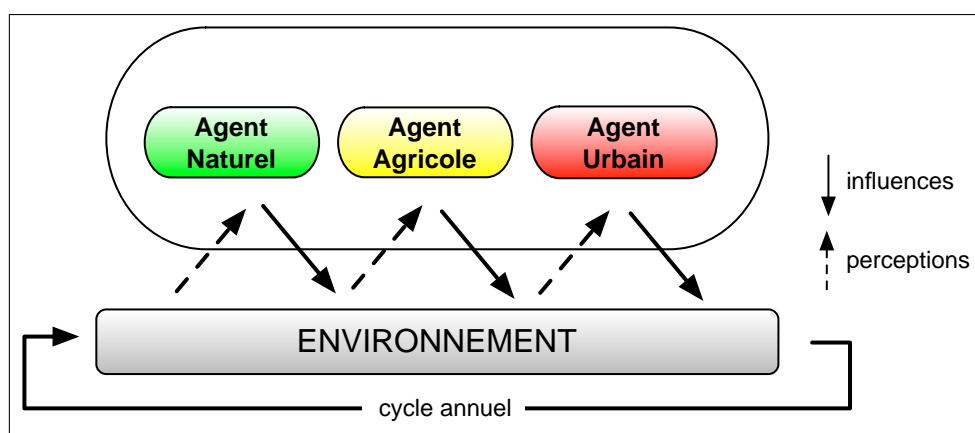 Agent
Naturel
Agent
Agricole
Agent
Urbain
influences
perceptions
ENVIRONNEMENT
cycle annuel